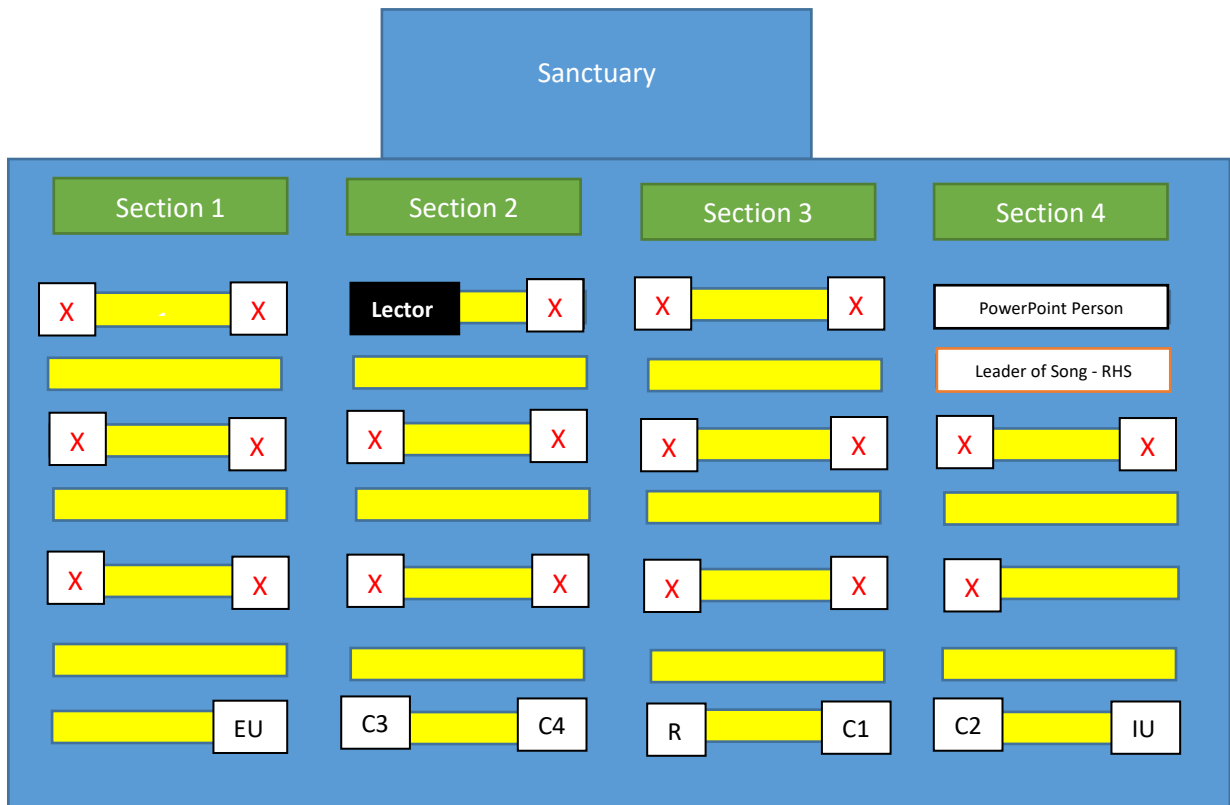 Sanctuary
Section 1 Section 2 Section 3 Section 4
X - X Lector X X X PowerPoint Person
Leader of Song - RHS
X X X X X X X X
X X X X X X X
EU C3 C4 R C1 C2 IU